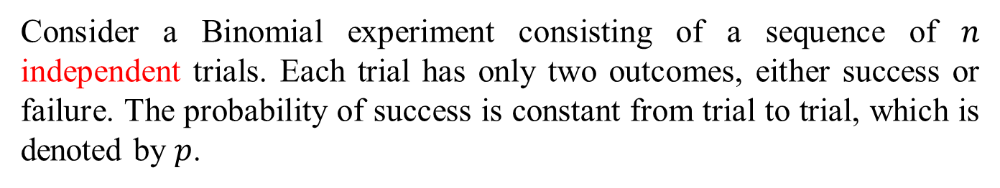 Consider a Binomial experiment consisting of a sequence of n
independent trials. Each trial has only two outcomes, either success or
failure. The probability of success is constant from trial to trial, which is
denoted by p.